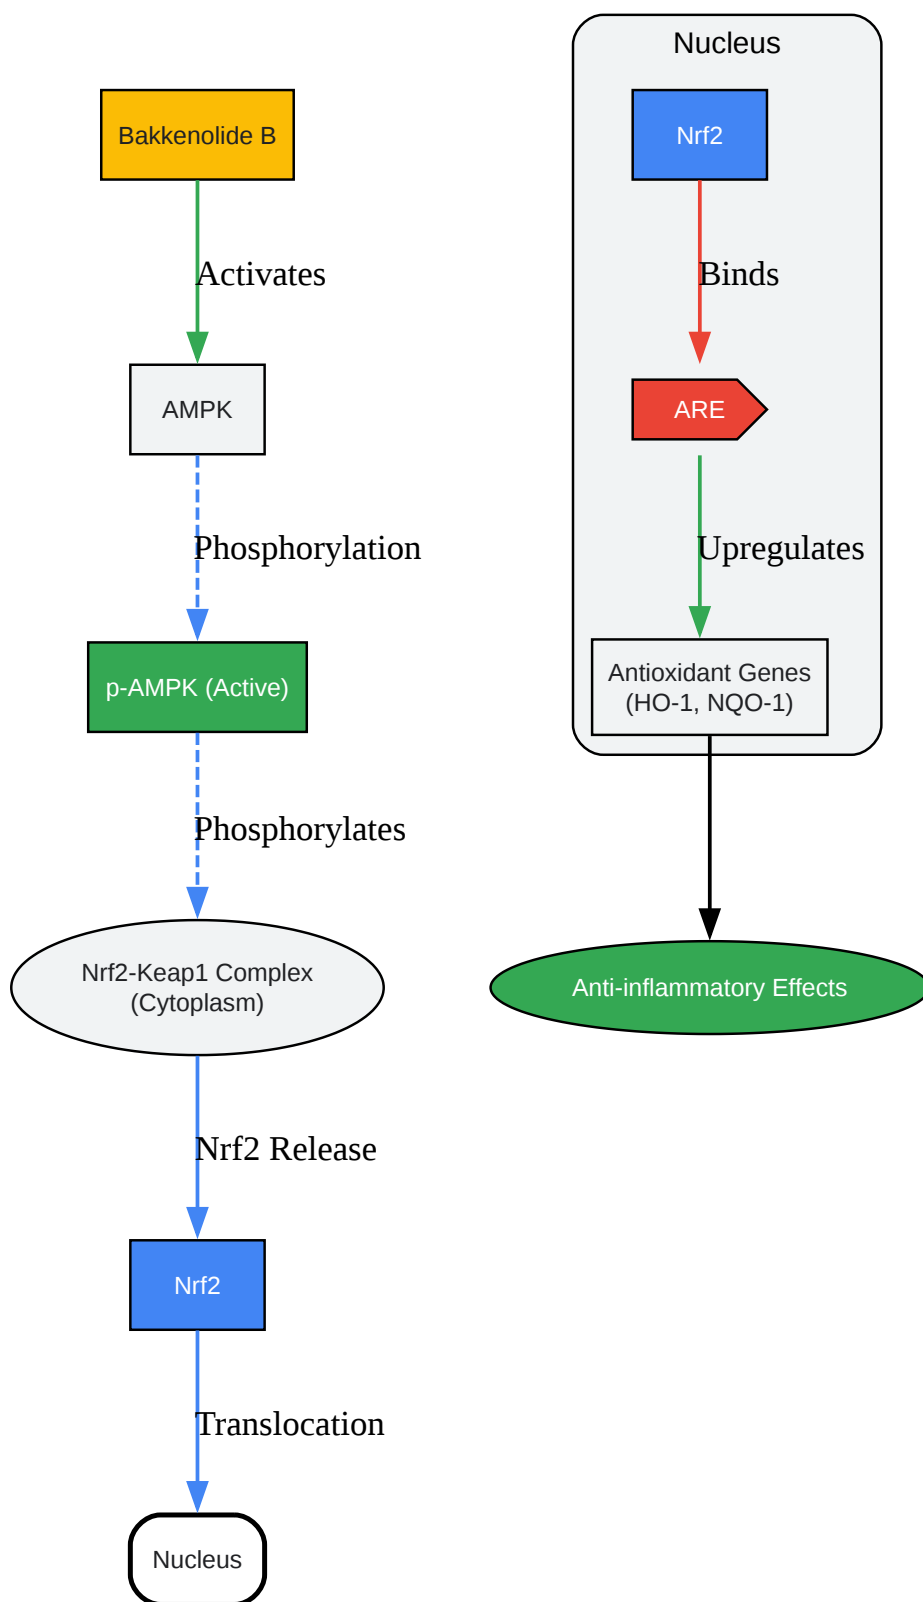 Bakkenolide B
Activates
AMPK
Phosphorylation
p-AMPK (Active)
Phosphorylates
Nrf2-Keap1 Complex
(Cytoplasm)
Nrf2 Release
Nrf2
Translocation
Nucleus
Nucleus
Nrf2
Binds
ARE
Upregulates
Antioxidant Genes
(HO-1, NQO-1)
Anti-inflammatory Effects